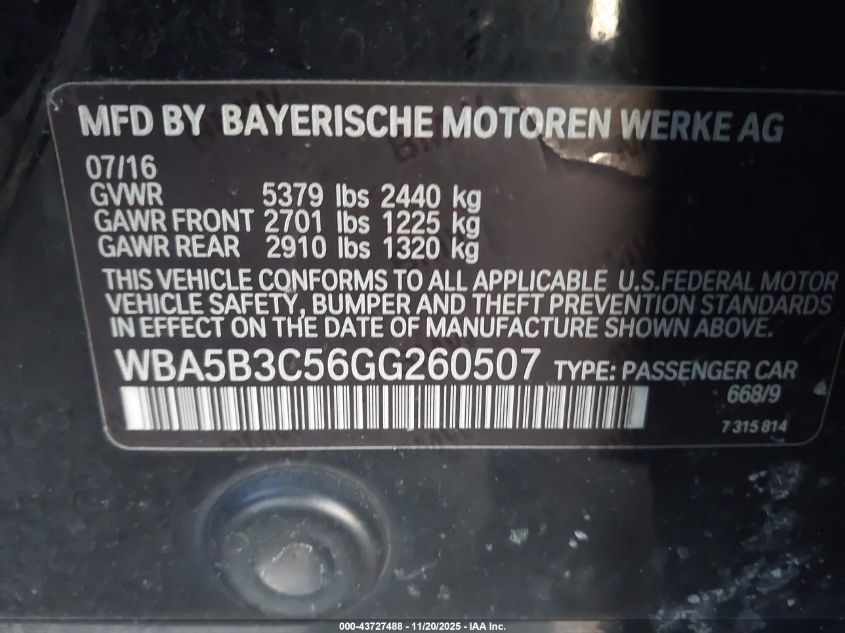 MFD BY BAYERISCHE MOTOREN WERKE AG
07/16
GVWR 5379 lbs 2440 kg
GAWR FRONT 2701 lbs 1225 kg
GAWR REAR 2910 lbs 1320 kg
THIS VEHICLE CONFORMS TO ALL APPLICABLE U.S.FEDERAL MOTOR
VEHICLE SAFETY, BUMPER AND THEFT PREVENTION STANDARDS
IN EFFECT ON THE DATE OF MANUFACTURE SHOWN ABOVE.
WBA5B3C56GG260507 TYPE: PASSENGER CAR
668/9
7 315 814
000-43727488 - 11/20/2025 - IAA Inc.